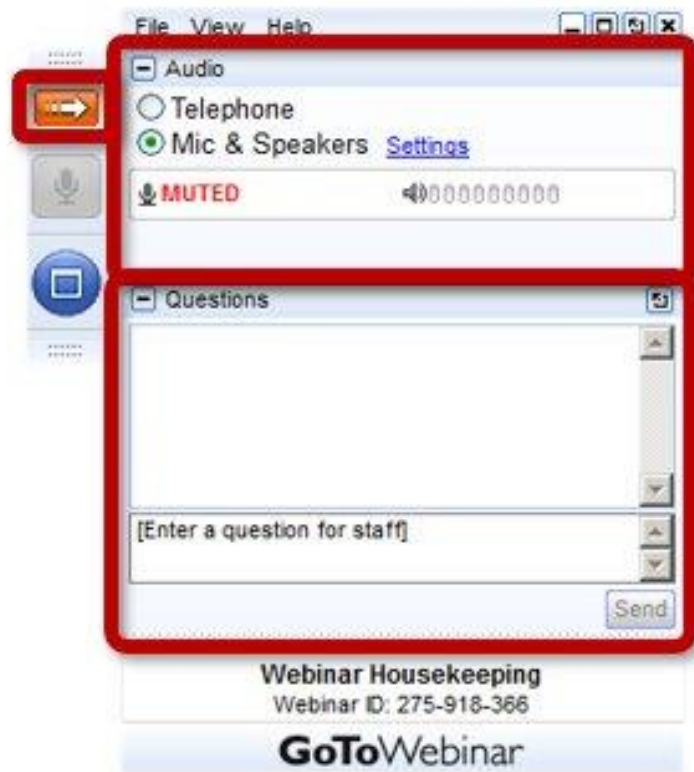 File View Help
Audio
Telephone
Mic & Speakers Settings
MUTED
Questions
[Enter a question for staff]
Send
Webinar Housekeeping
Webinar ID: 275-918-366
GoToWebinar